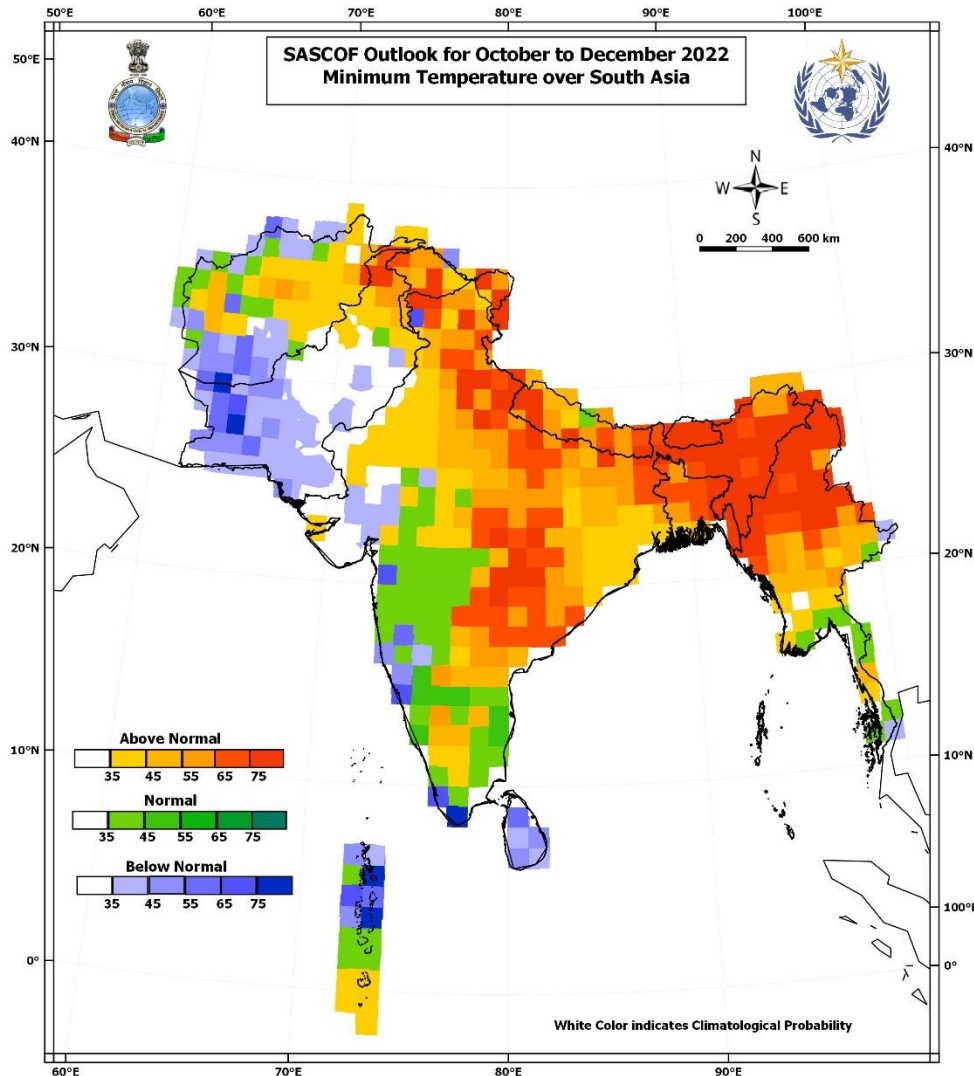 50°E 60°E 70°E 80°E 90°E 100°E
SASCOF Outlook for October to December 2022
Minimum Temperature over South Asia
50°N
40°N 40°N
N
W E
S
0 200 400 600 km
30°N 30°N
20°N 20°N
10°N 10°N
Above Normal
35 45 55 65 75
Normal
35 45 55 65 75
Below Normal
35 45 55 65 75
100°E
0° 0°
White Color indicates Climatological Probability
60°E 70°E 80°E 90°E